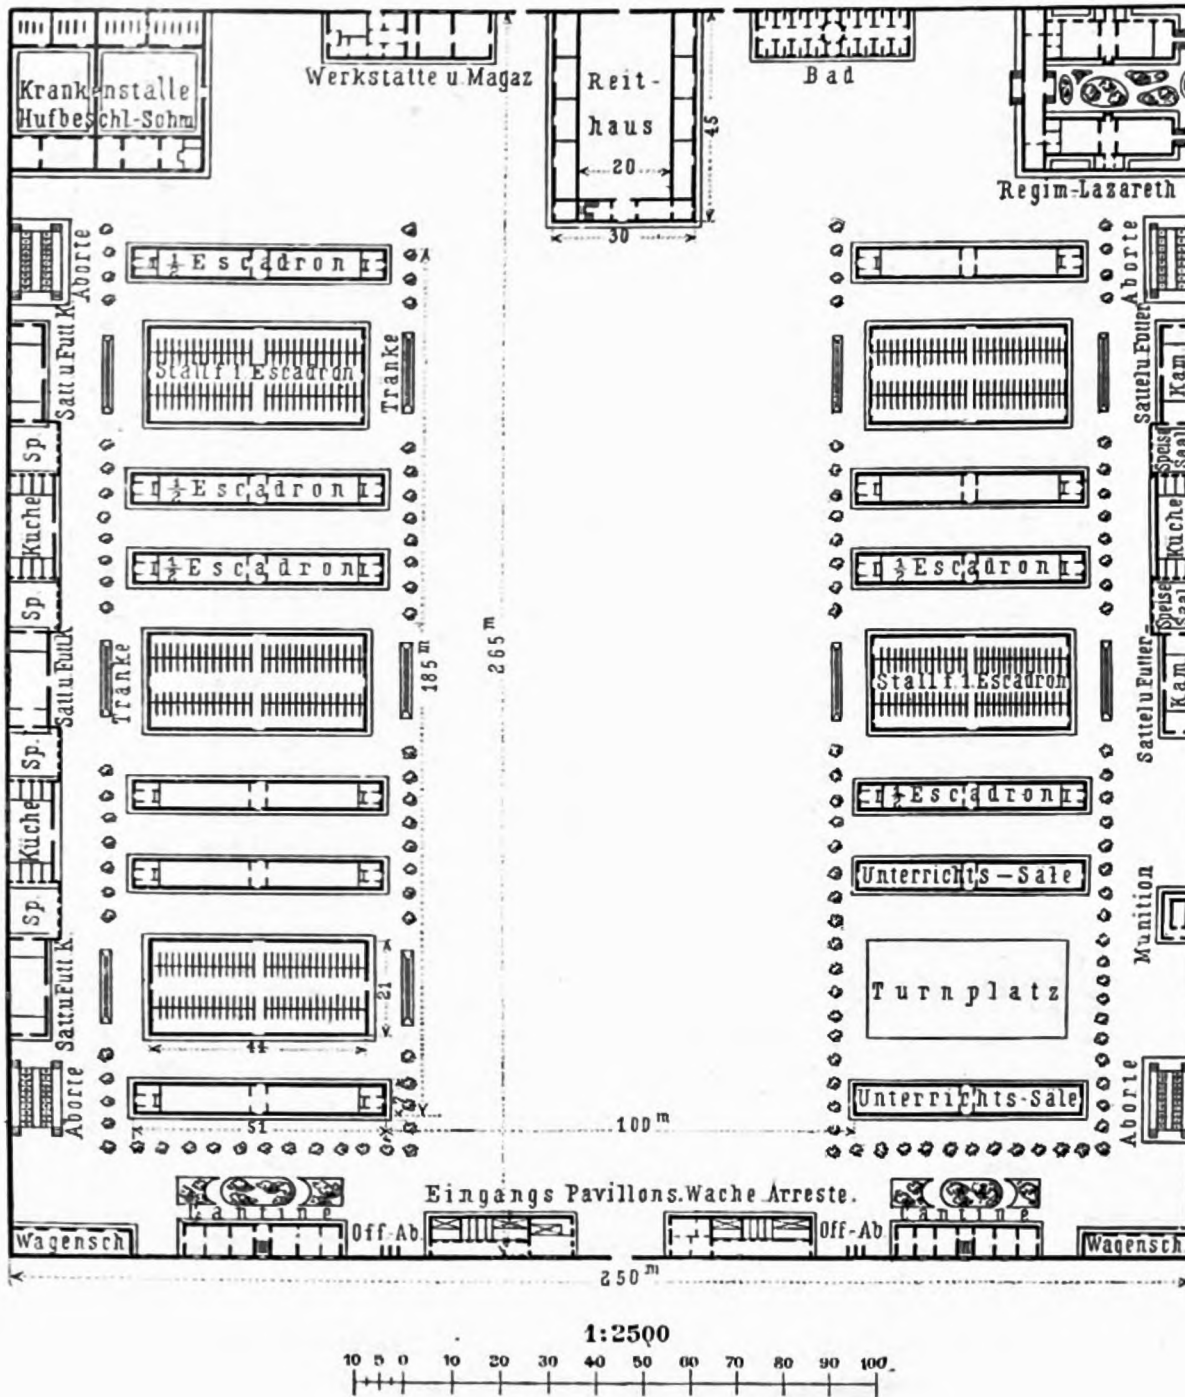 Werkstätte u. Magaz
Reit-
haus
Bad
Krankenställe
Hufbeschl-Schm
45
20
30
Regim-Lazareth
Aborte
½ Escadron
Aborte
Satt u Futt K
Stall f 1 Escadron
Tränke
Sattel u Futter
Kam
Sp.
½ Escadron
Speise
Saal
Küche
½ Escadron
½ Escadron
Küche
Sp.
Speise
Saal
185 m
265 m
Satt u Futt K
Tränke
Stall f. 1 Escadron
Sattel u Futter-
Kam
Sp.
½ Escadron
Küche
Unterrichts-Säle
Sp.
Munition
Satt u Futt K
21
44
Turnplatz
Aborte
7
51
Unterrichts-Säle
Aborte
100 m
Eingangs Pavillons. Wache Arreste.
Cantine
Cantine
Wagensch
Off-Ab.
Off-Ab
Wagensch
250 m
1:2500
10 5 0 10 20 30 40 50 60 70 80 90 100